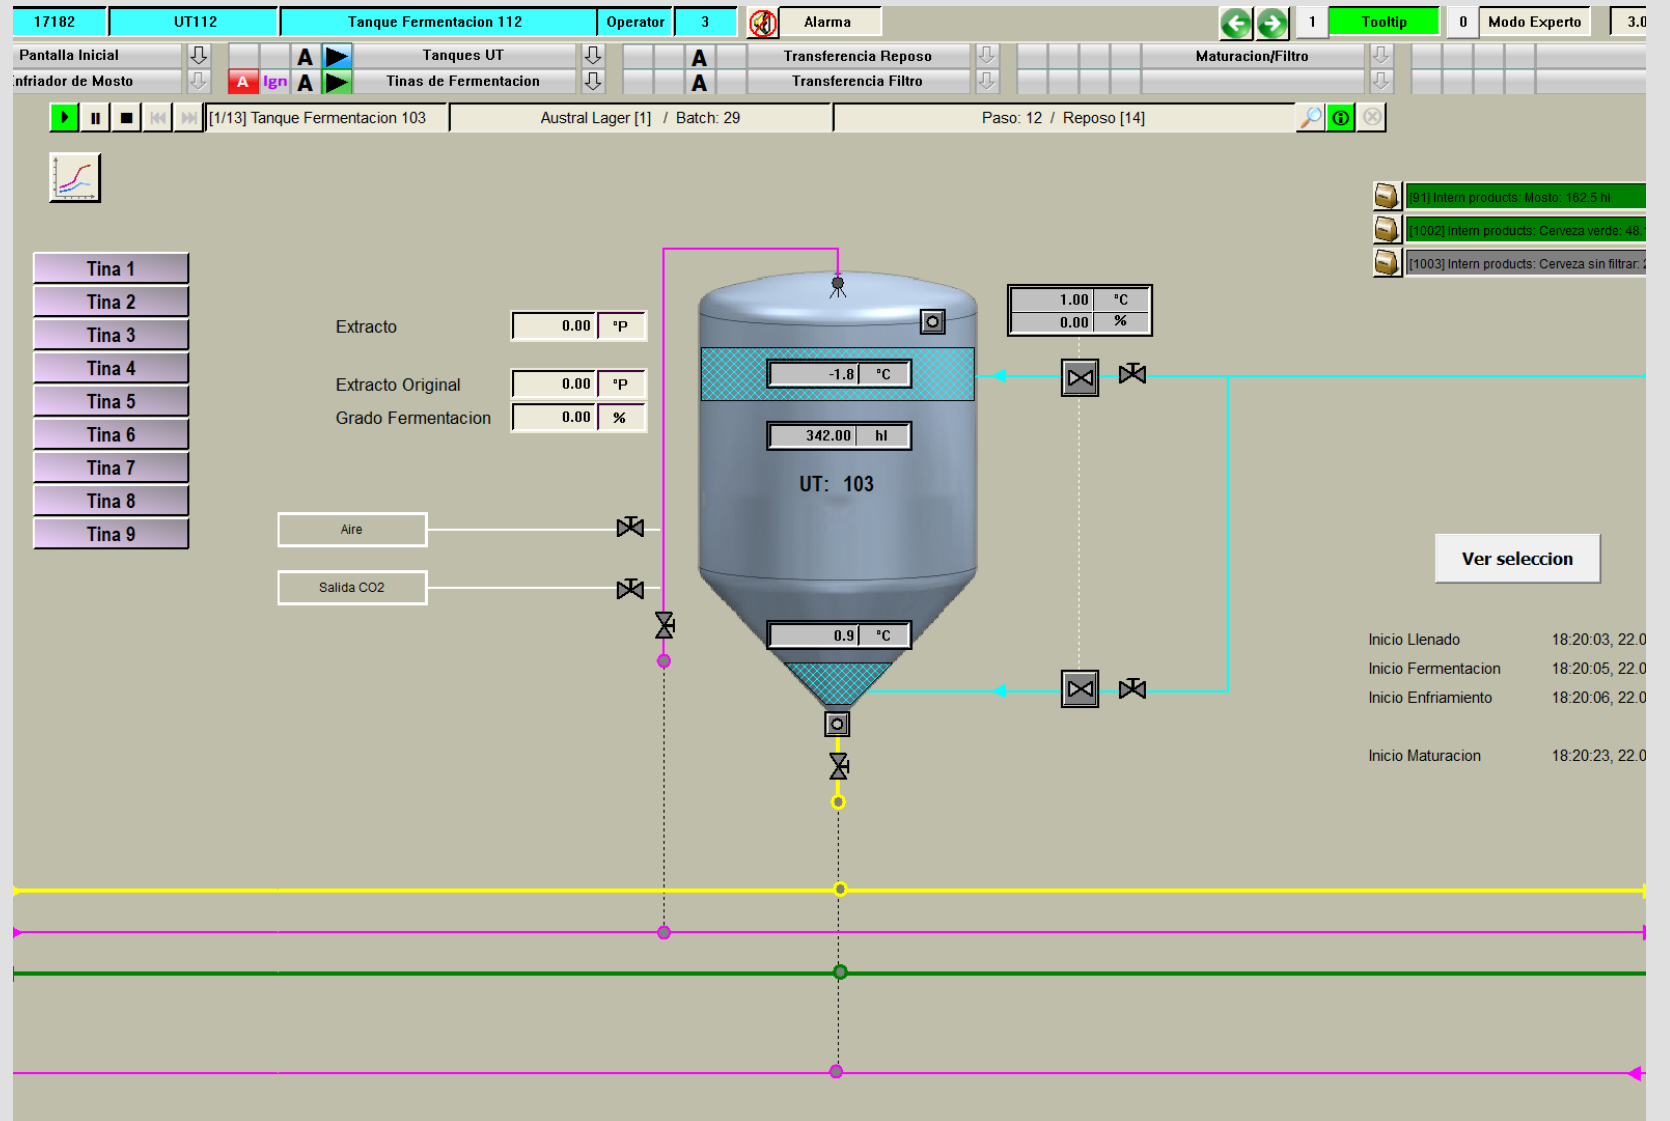 17182 UT112 Tanque Fermentacion 112 Operator 3 Alarma 1 Tooltip 0 Modo Experto 3.0
Pantalla Inicial A Tanques UT A Transferencia Reposo Maturacion/Filtro
nfriador de Mosto A Ign A Tinas de Fermentacion A Transferencia Filtro
[1/13] Tanque Fermentacion 103 Austral Lager [1] / Batch: 29 Paso: 12 / Reposo [14]
[91] Intern products: Mosto: 162.5 hl
[1002] Intern products: Cerveza verde: 48.
[1003] Intern products: Cerveza sin filtrar:
Tina 1
Tina 2
Tina 3
Tina 4
Tina 5
Tina 6
Tina 7
Tina 8
Tina 9
Extracto 0.00 °P
Extracto Original 0.00 °P
Grado Fermentacion 0.00 %
Aire
Salida CO2
1.00 °C
0.00 %
-1.8 °C
342.00 hl
UT: 103
0.9 °C
Ver seleccion
Inicio Llenado 18:20:03, 22.0
Inicio Fermentacion 18:20:05, 22.0
Inicio Enfriamiento 18:20:06, 22.0
Inicio Maturacion 18:20:23, 22.0